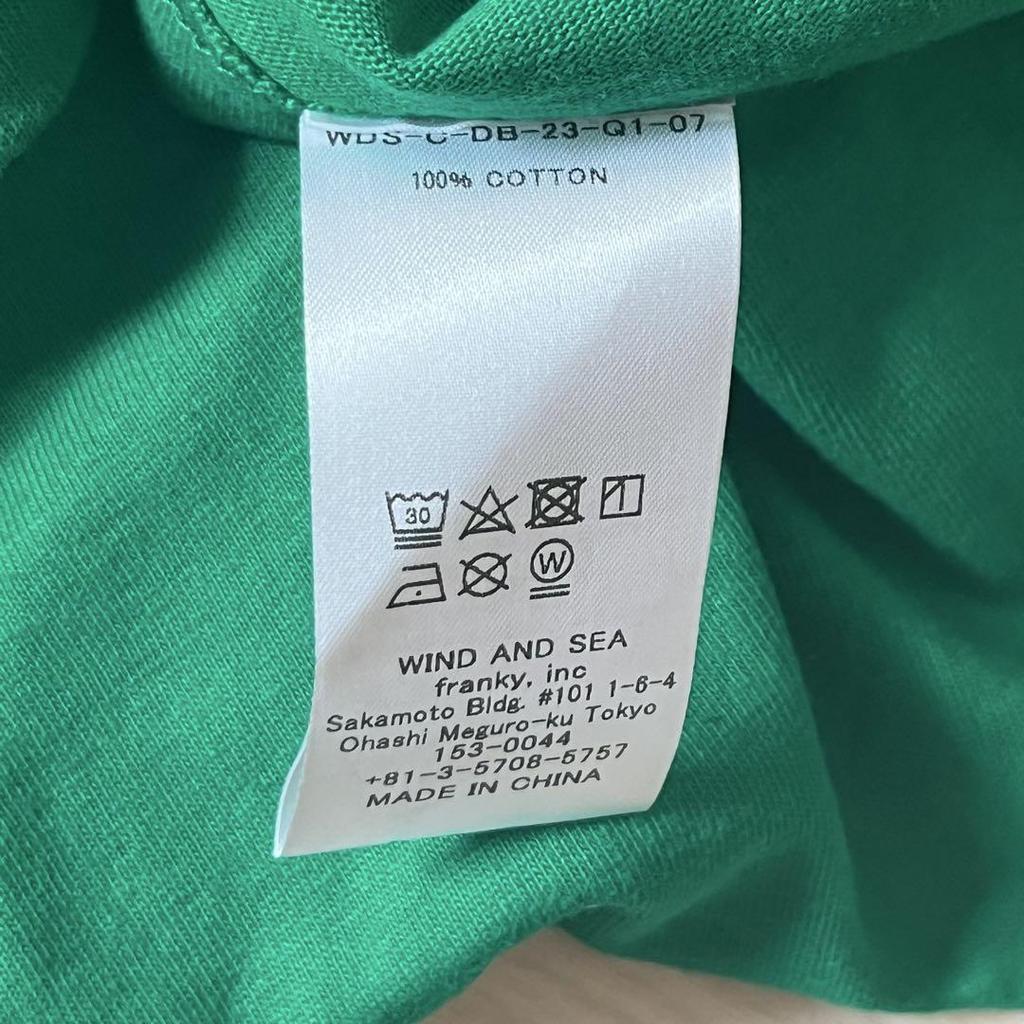 WDS-C-DB-23-Q1-07
100% COTTON
30
W
WIND AND SEA
franky, inc
Sakamoto Bldg. #101 1-6-4
Ohashi Meguro-ku Tokyo
153-0044
+81-3-5708-5757
MADE IN CHINA